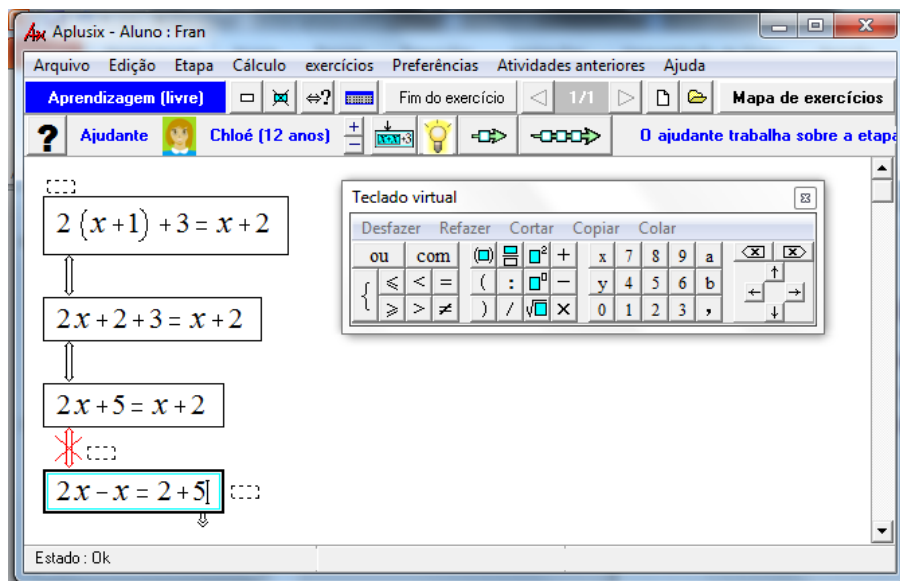 Aplusix - Aluno : Fran
Arquivo Edição Etapa Cálculo exercícios Preferências Atividades anteriores Ajuda
Aprendizagem (livre) ⇔? Fim do exercício 1/1 Mapa de exercícios
? Ajudante Chloé (12 anos) + − O ajudante trabalha sobre a etapa
2(x+1)+3=x+2
2x+2+3=x+2
2x+5=x+2
2x−x=2+5
Teclado virtual
Desfazer Refazer Cortar Copiar Colar
ou com (□) □² + x 7 8 9 a
{ ⩽ < = ( : □⁰ − y 4 5 6 b
⩾ > ≠ ) / √□ × 0 1 2 3 ,
Estado : Ok